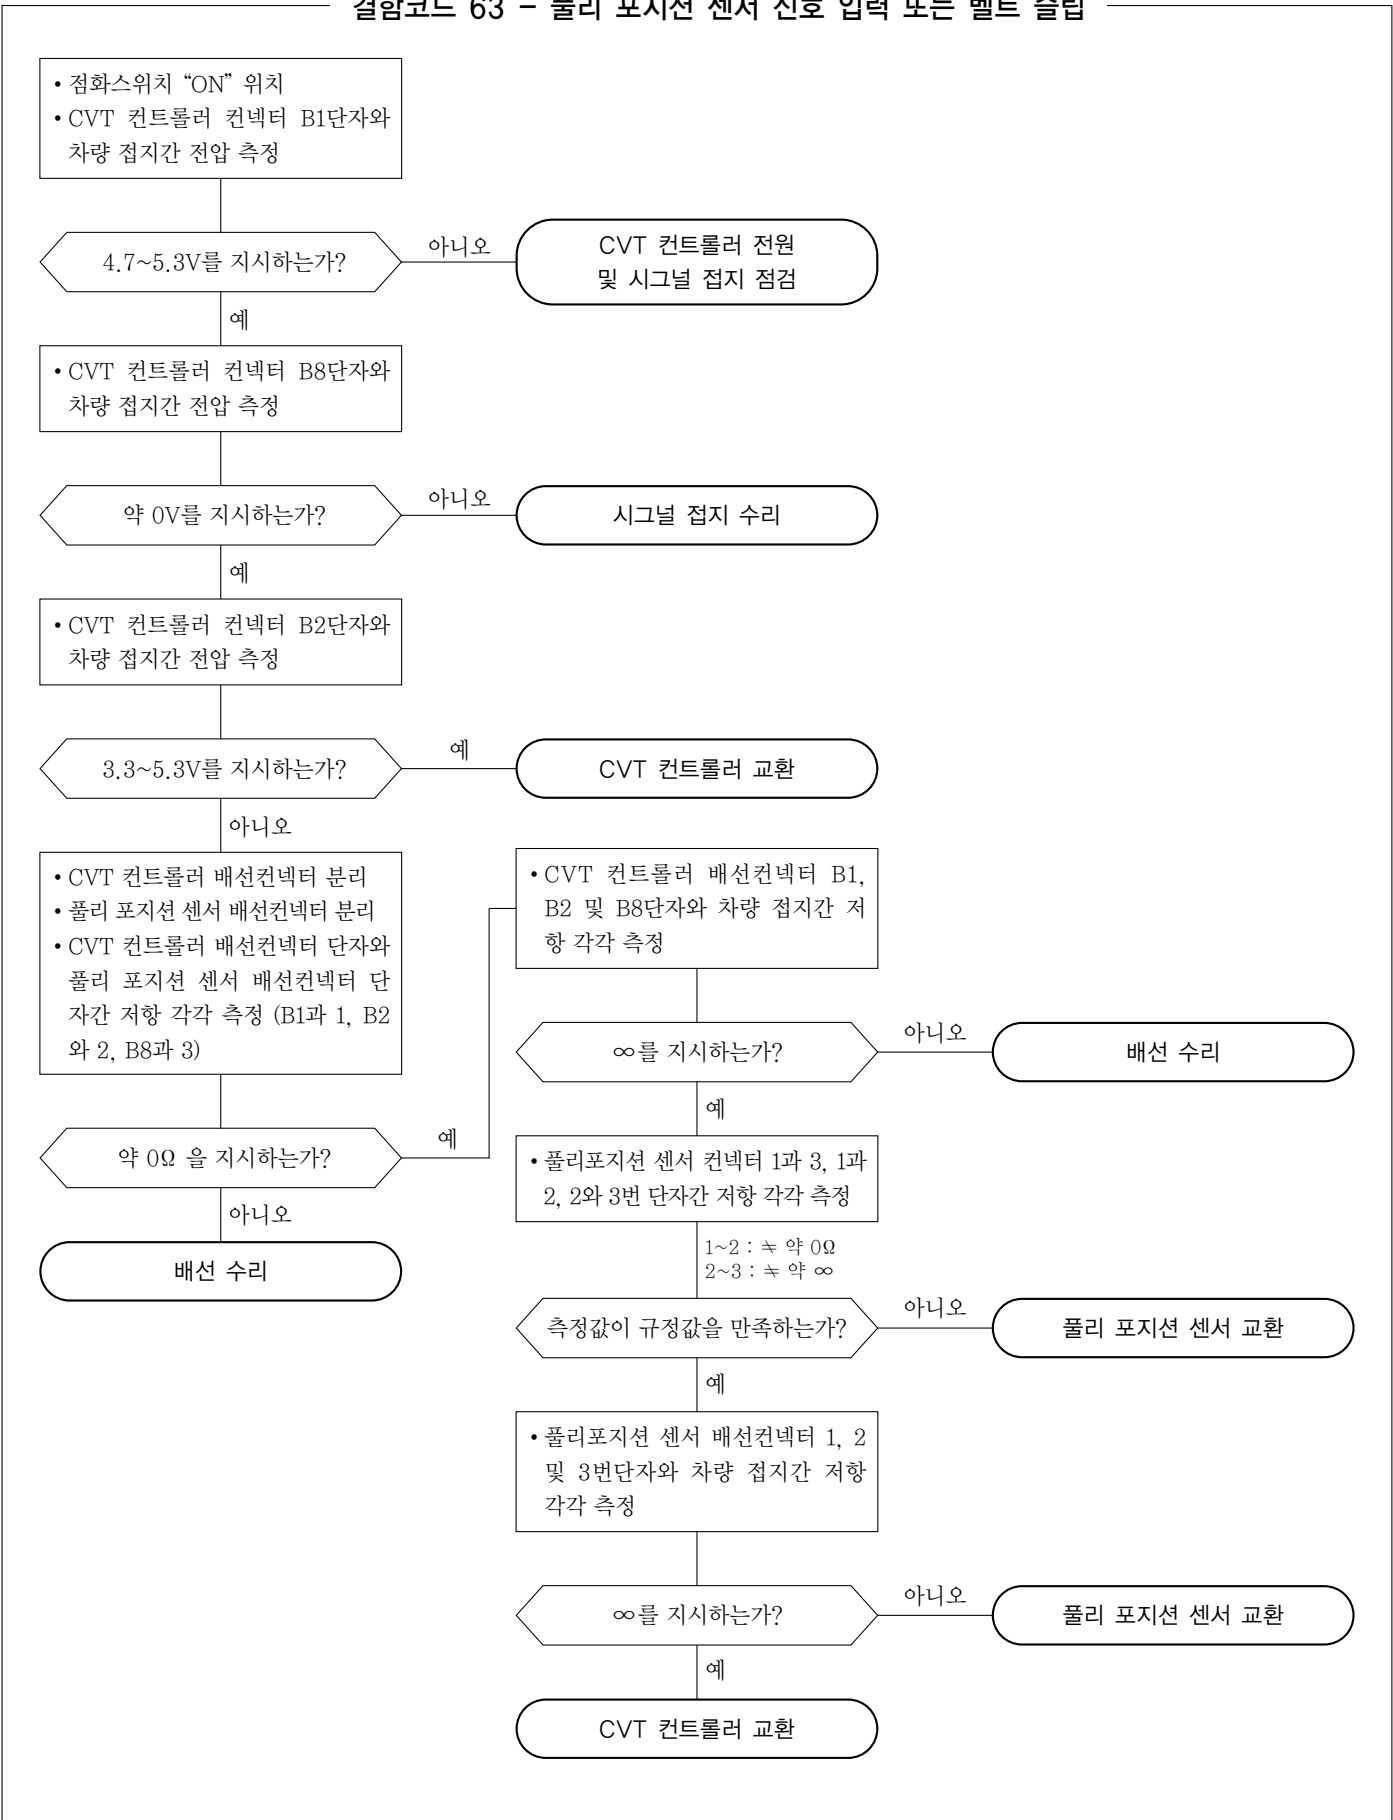 결함코드 63 - 풀리 포지션 센서 신호 입력 또는 벨트 슬립
• 점화스위치 “ON” 위치
• CVT 컨트롤러 컨넥터 B1단자와
차량 접지간 전압 측정
4.7~5.3V를 지시하는가?
아니오
CVT 컨트롤러 전원
및 시그널 접지 점검
예
• CVT 컨트롤러 컨넥터 B8단자와
차량 접지간 전압 측정
약 0V를 지시하는가?
아니오
시그널 접지 수리
예
• CVT 컨트롤러 컨넥터 B2단자와
차량 접지간 전압 측정
3.3~5.3V를 지시하는가?
예
CVT 컨트롤러 교환
아니오
• CVT 컨트롤러 배선컨넥터 분리
• 풀리 포지션 센서 배선컨넥터 분리
• CVT 컨트롤러 배선컨넥터 단자와
풀리 포지션 센서 배선컨넥터 단
자간 저항 각각 측정 (B1과 1, B2
와 2, B8과 3)
약 0Ω 을 지시하는가?
예
아니오
배선 수리
• CVT 컨트롤러 배선컨넥터 B1,
B2 및 B8단자와 차량 접지간 저
항 각각 측정
∞를 지시하는가?
아니오
배선 수리
예
• 풀리포지션 센서 컨넥터 1과 3, 1과
2, 2와 3번 단자간 저항 각각 측정
1~2 : ≒ 약 0Ω
2~3 : ≒ 약 ∞
측정값이 규정값을 만족하는가?
아니오
풀리 포지션 센서 교환
예
• 풀리포지션 센서 배선컨넥터 1, 2
및 3번단자와 차량 접지간 저항
각각 측정
∞를 지시하는가?
아니오
풀리 포지션 센서 교환
예
CVT 컨트롤러 교환